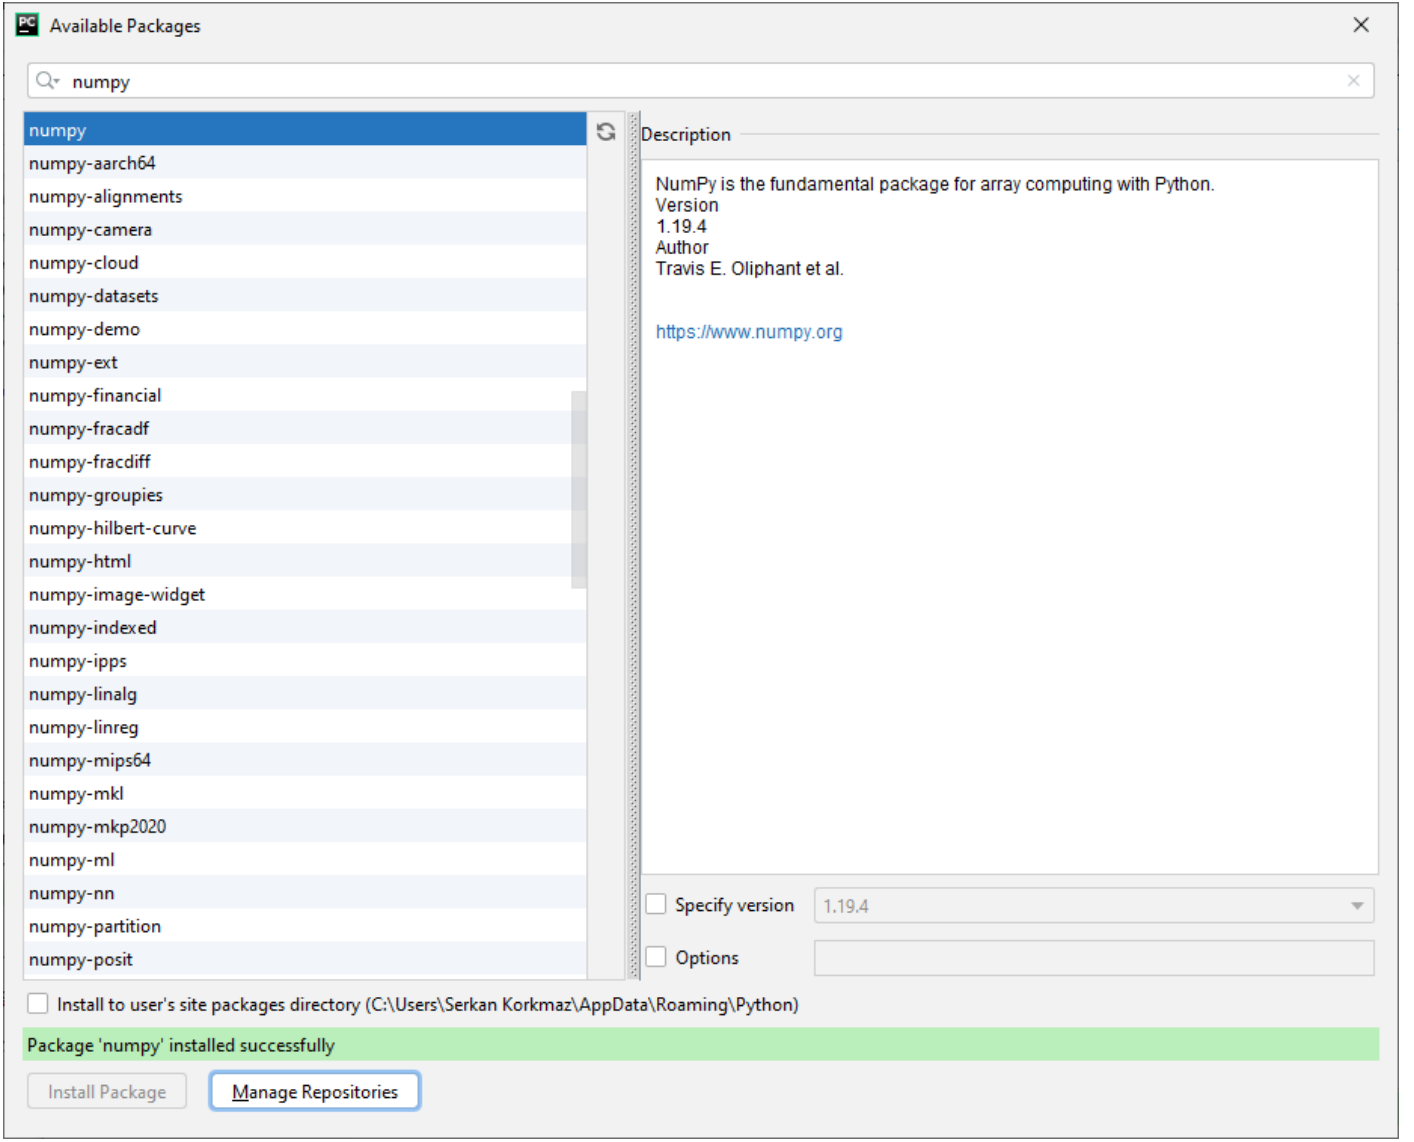 PC Available Packages
numpy
numpy
numpy-aarch64
numpy-alignments
numpy-camera
numpy-cloud
numpy-datasets
numpy-demo
numpy-ext
numpy-financial
numpy-fracadf
numpy-fracdiff
numpy-groupies
numpy-hilbert-curve
numpy-html
numpy-image-widget
numpy-indexed
numpy-ipps
numpy-linalg
numpy-linreg
numpy-mips64
numpy-mkl
numpy-mkp2020
numpy-ml
numpy-nn
numpy-partition
numpy-posit
Description
NumPy is the fundamental package for array computing with Python.
Version
1.19.4
Author
Travis E. Oliphant et al.
https://www.numpy.org
Specify version 1.19.4
Options
Install to user's site packages directory (C:\Users\Serkan Korkmaz\AppData\Roaming\Python)
Package 'numpy' installed successfully
Install Package Manage Repositories